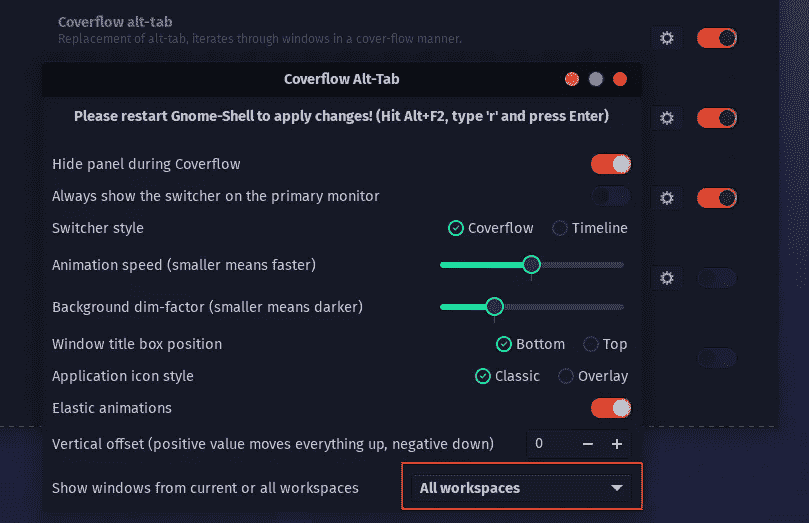 Coverflow alt-tab
Replacement of alt-tab, iterates through windows in a cover-flow manner.
Coverflow Alt-Tab
Please restart Gnome-Shell to apply changes! (Hit Alt+F2, type 'r' and press Enter)
Hide panel during Coverflow
Always show the switcher on the primary monitor
Switcher style Coverflow Timeline
Animation speed (smaller means faster)
Background dim-factor (smaller means darker)
Window title box position Bottom Top
Application icon style Classic Overlay
Elastic animations
Vertical offset (positive value moves everything up, negative down) 0 − +
Show windows from current or all workspaces All workspaces